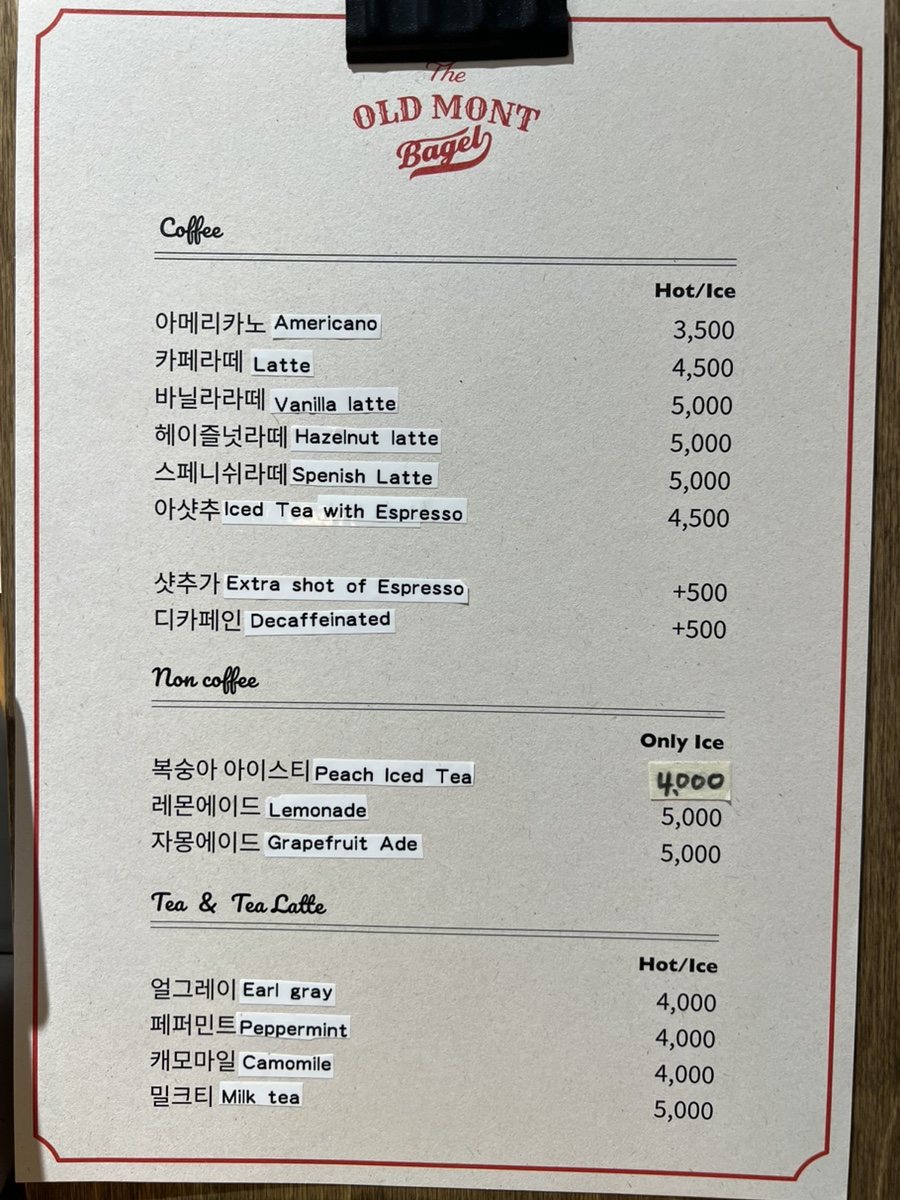 The
OLD MONT
Bagel
Coffee
Hot/Ice
아메리카노 Americano 3,500
카페라떼 Latte 4,500
바닐라라떼 Vanilla latte 5,000
헤이즐넛라떼 Hazelnut latte 5,000
스페니쉬라떼 Spenish Latte 5,000
아샷추 Iced Tea with Espresso 4,500
샷추가 Extra shot of Espresso +500
디카페인 Decaffeinated +500
Non coffee
Only Ice
복숭아 아이스티 Peach Iced Tea 4,000
레몬에이드 Lemonade 5,000
자몽에이드 Grapefruit Ade 5,000
Tea & Tea Latte
Hot/Ice
얼그레이 Earl gray 4,000
페퍼민트 Peppermint 4,000
캐모마일 Camomile 4,000
밀크티 Milk tea 5,000